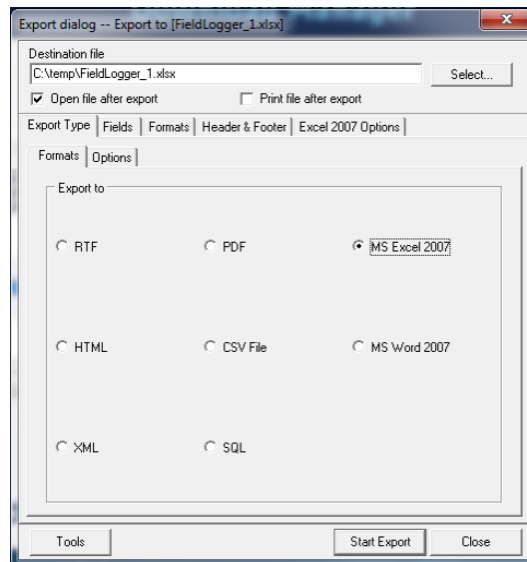 Export dialog -- Export to [FieldLogger_1.xlsx]
Destination file
C:\temp\FieldLogger_1.xlsx
Select...
Open file after export Print file after export
Export Type Fields Formats Header & Footer Excel 2007 Options
Formats Options
Export to
RTF PDF MS Excel 2007
HTML CSV File MS Word 2007
XML SQL
Tools Start Export Close